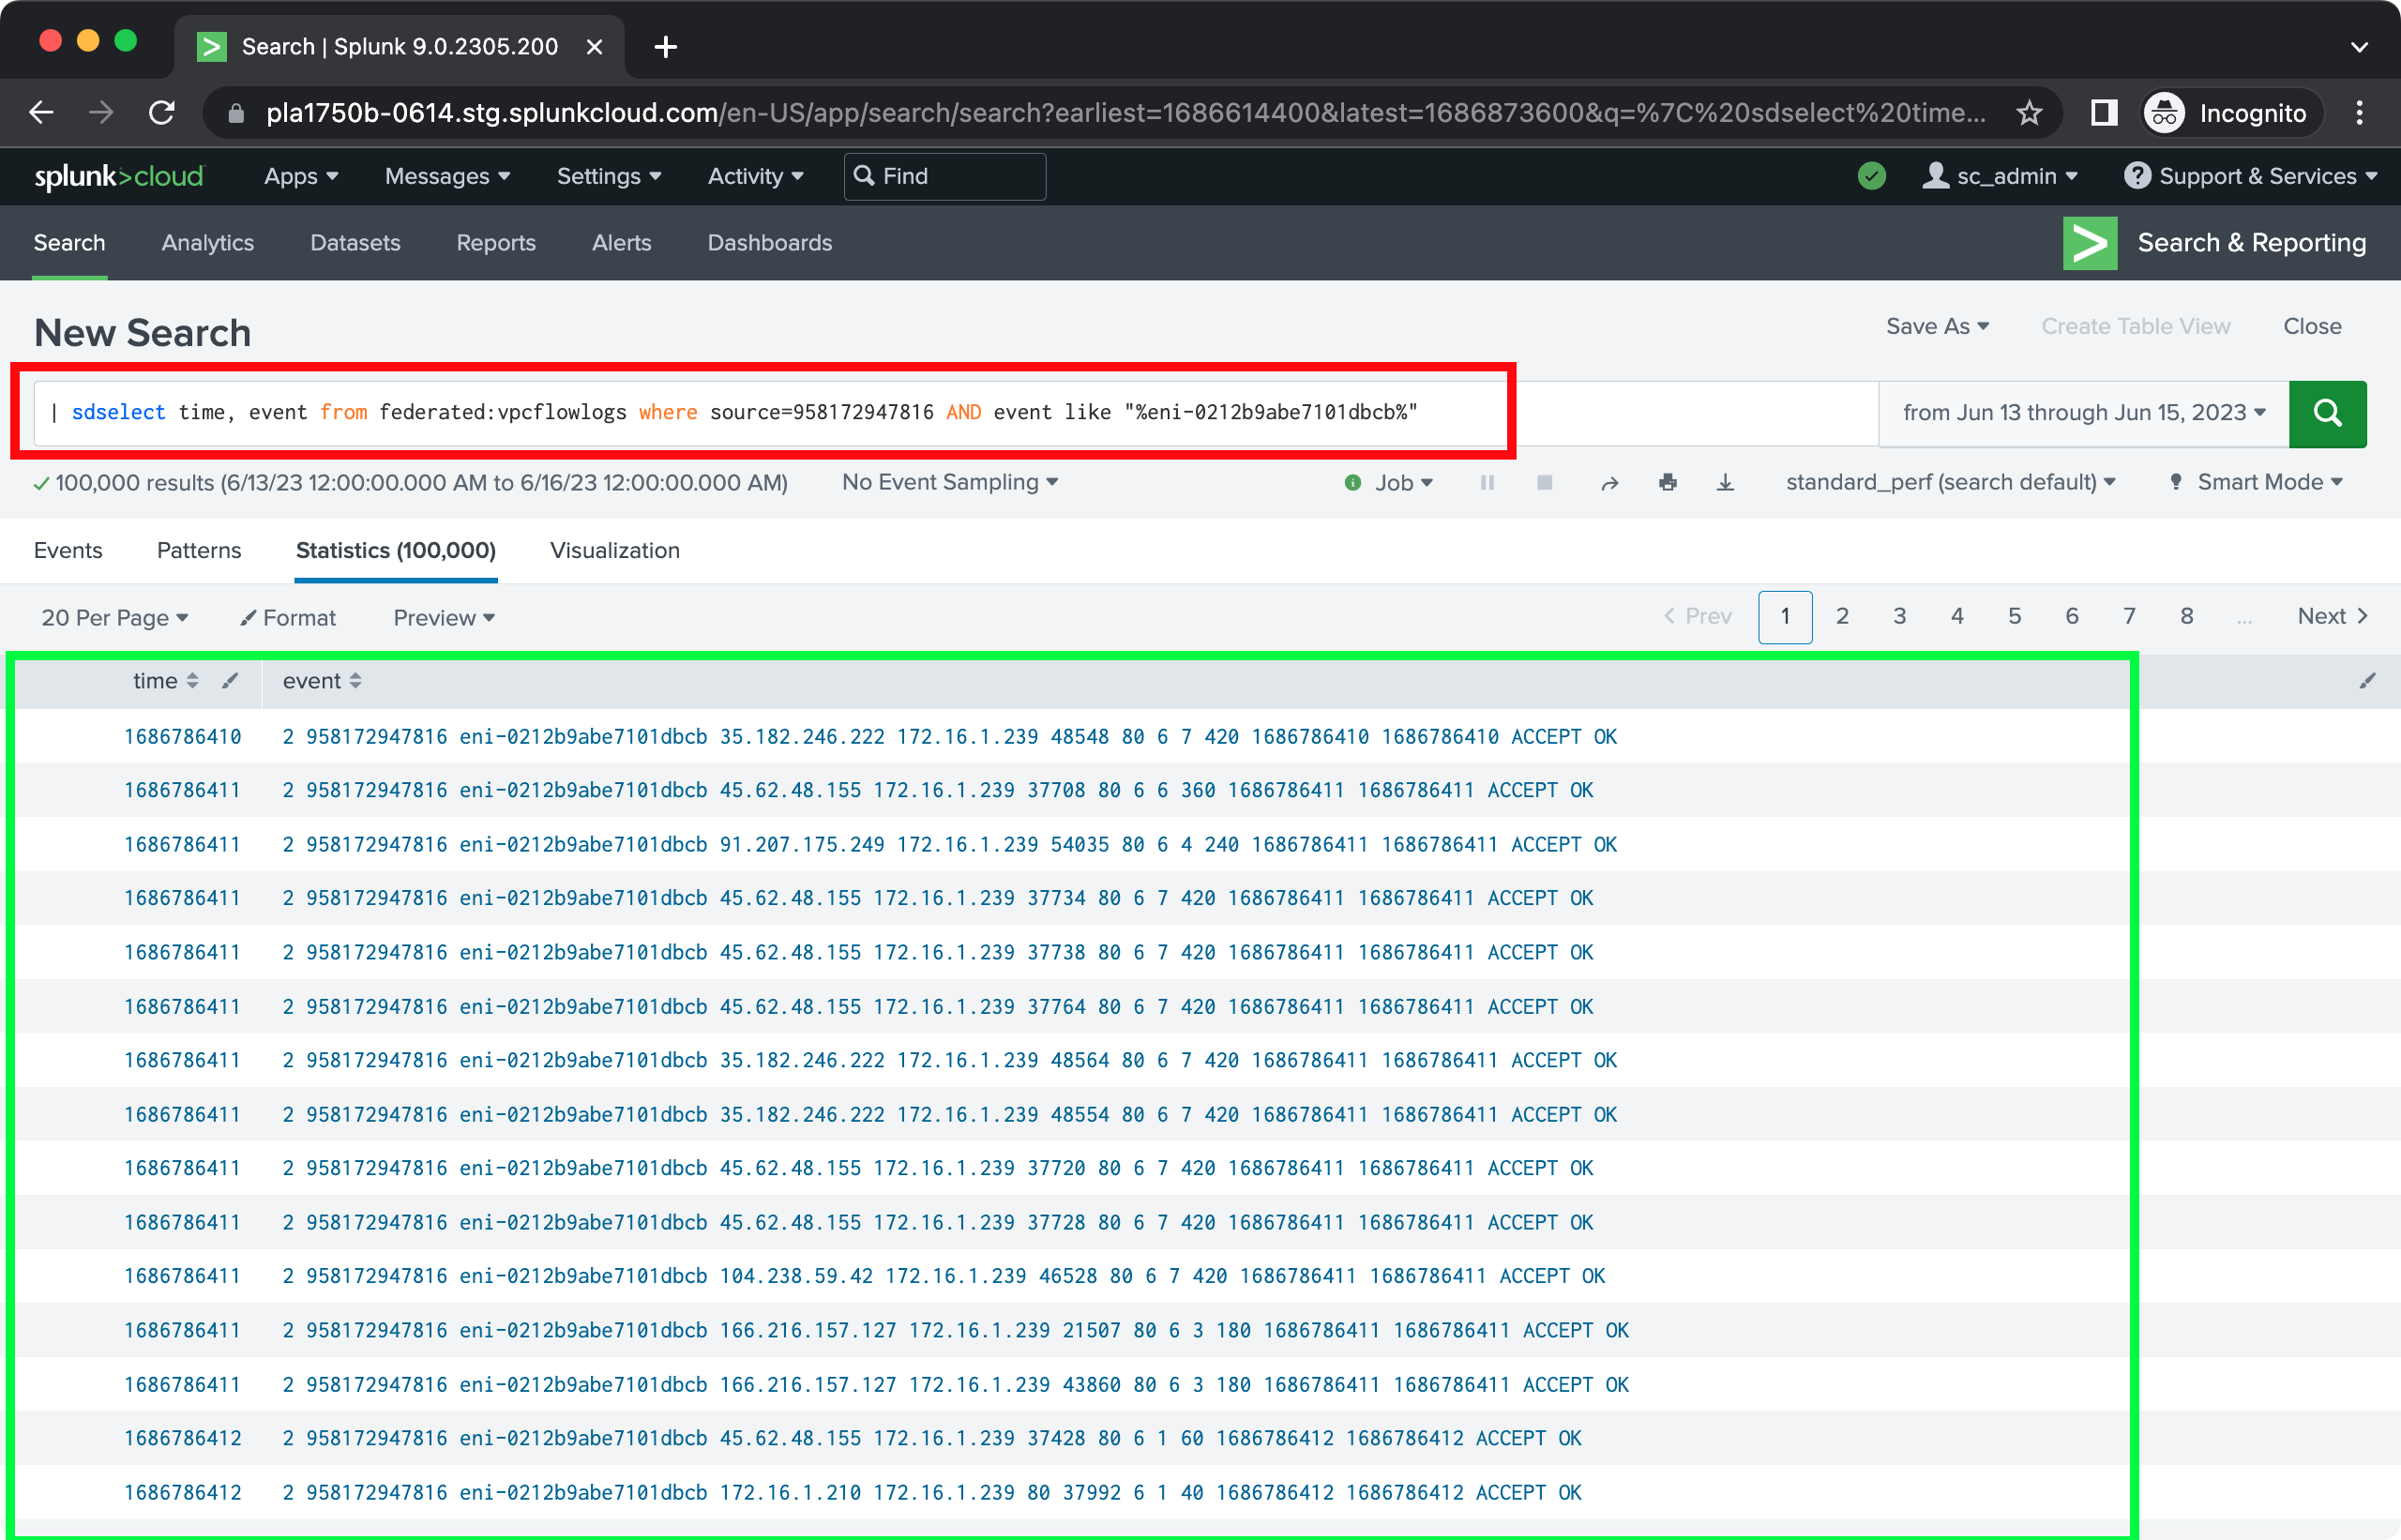 Search | Splunk 9.0.2305.200
pla1750b-0614.stg.splunkcloud.com/en-US/app/search/search?earliest=1686614400&latest=1686873600&q=%7C%20sdselect%20time... Incognito
splunk>cloud Apps Messages Settings Activity Find sc_admin ? Support & Services
Search Analytics Datasets Reports Alerts Dashboards > Search & Reporting
New Search Save As Create Table View Close
| sdselect time, event from federated:vpcflowlogs where source=958172947816 AND event like "%eni-0212b9abe7101dbcb%" from Jun 13 through Jun 15, 2023
100,000 results (6/13/23 12:00:00.000 AM to 6/16/23 12:00:00.000 AM) No Event Sampling Job standard_perf (search default) Smart Mode
Events Patterns Statistics (100,000) Visualization
20 Per Page Format Preview < Prev 1 2 3 4 5 6 7 8 ... Next >
time event
1686786410 2 958172947816 eni-0212b9abe7101dbcb 35.182.246.222 172.16.1.239 48548 80 6 7 420 1686786410 1686786410 ACCEPT OK
1686786411 2 958172947816 eni-0212b9abe7101dbcb 45.62.48.155 172.16.1.239 37708 80 6 6 360 1686786411 1686786411 ACCEPT OK
1686786411 2 958172947816 eni-0212b9abe7101dbcb 91.207.175.249 172.16.1.239 54035 80 6 4 240 1686786411 1686786411 ACCEPT OK
1686786411 2 958172947816 eni-0212b9abe7101dbcb 45.62.48.155 172.16.1.239 37734 80 6 7 420 1686786411 1686786411 ACCEPT OK
1686786411 2 958172947816 eni-0212b9abe7101dbcb 45.62.48.155 172.16.1.239 37738 80 6 7 420 1686786411 1686786411 ACCEPT OK
1686786411 2 958172947816 eni-0212b9abe7101dbcb 45.62.48.155 172.16.1.239 37764 80 6 7 420 1686786411 1686786411 ACCEPT OK
1686786411 2 958172947816 eni-0212b9abe7101dbcb 35.182.246.222 172.16.1.239 48564 80 6 7 420 1686786411 1686786411 ACCEPT OK
1686786411 2 958172947816 eni-0212b9abe7101dbcb 35.182.246.222 172.16.1.239 48554 80 6 7 420 1686786411 1686786411 ACCEPT OK
1686786411 2 958172947816 eni-0212b9abe7101dbcb 45.62.48.155 172.16.1.239 37720 80 6 7 420 1686786411 1686786411 ACCEPT OK
1686786411 2 958172947816 eni-0212b9abe7101dbcb 45.62.48.155 172.16.1.239 37728 80 6 7 420 1686786411 1686786411 ACCEPT OK
1686786411 2 958172947816 eni-0212b9abe7101dbcb 104.238.59.42 172.16.1.239 46528 80 6 7 420 1686786411 1686786411 ACCEPT OK
1686786411 2 958172947816 eni-0212b9abe7101dbcb 166.216.157.127 172.16.1.239 21507 80 6 3 180 1686786411 1686786411 ACCEPT OK
1686786411 2 958172947816 eni-0212b9abe7101dbcb 166.216.157.127 172.16.1.239 43860 80 6 3 180 1686786411 1686786411 ACCEPT OK
1686786412 2 958172947816 eni-0212b9abe7101dbcb 45.62.48.155 172.16.1.239 37428 80 6 1 60 1686786412 1686786412 ACCEPT OK
1686786412 2 958172947816 eni-0212b9abe7101dbcb 172.16.1.210 172.16.1.239 80 37992 6 1 40 1686786412 1686786412 ACCEPT OK